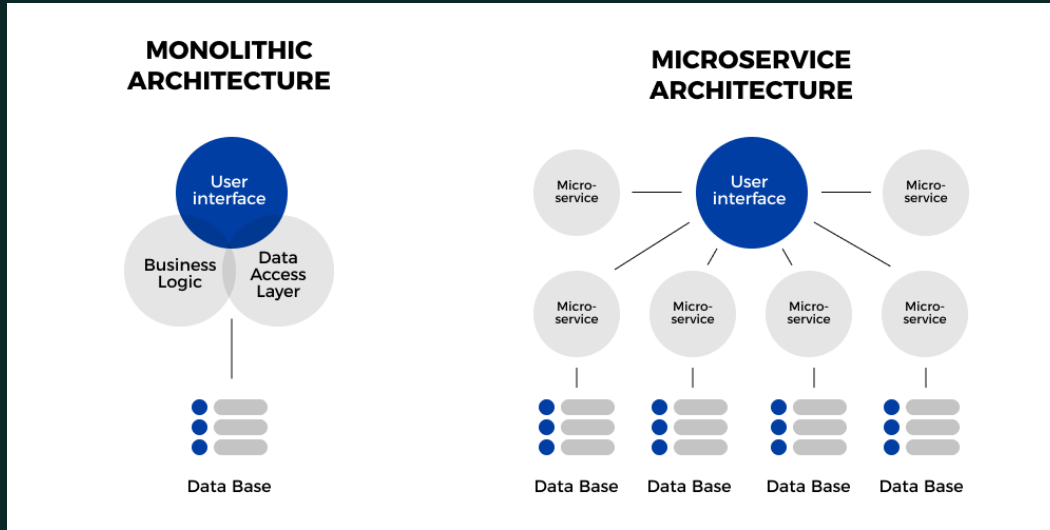 MONOLITHIC
ARCHITECTURE
User
interface
Business
Logic
Data
Access
Layer
Data Base
MICROSERVICE
ARCHITECTURE
Micro-
service
User
interface
Micro-
service
Micro-
service
Micro-
service
Micro-
service
Micro-
service
Data Base
Data Base
Data Base
Data Base